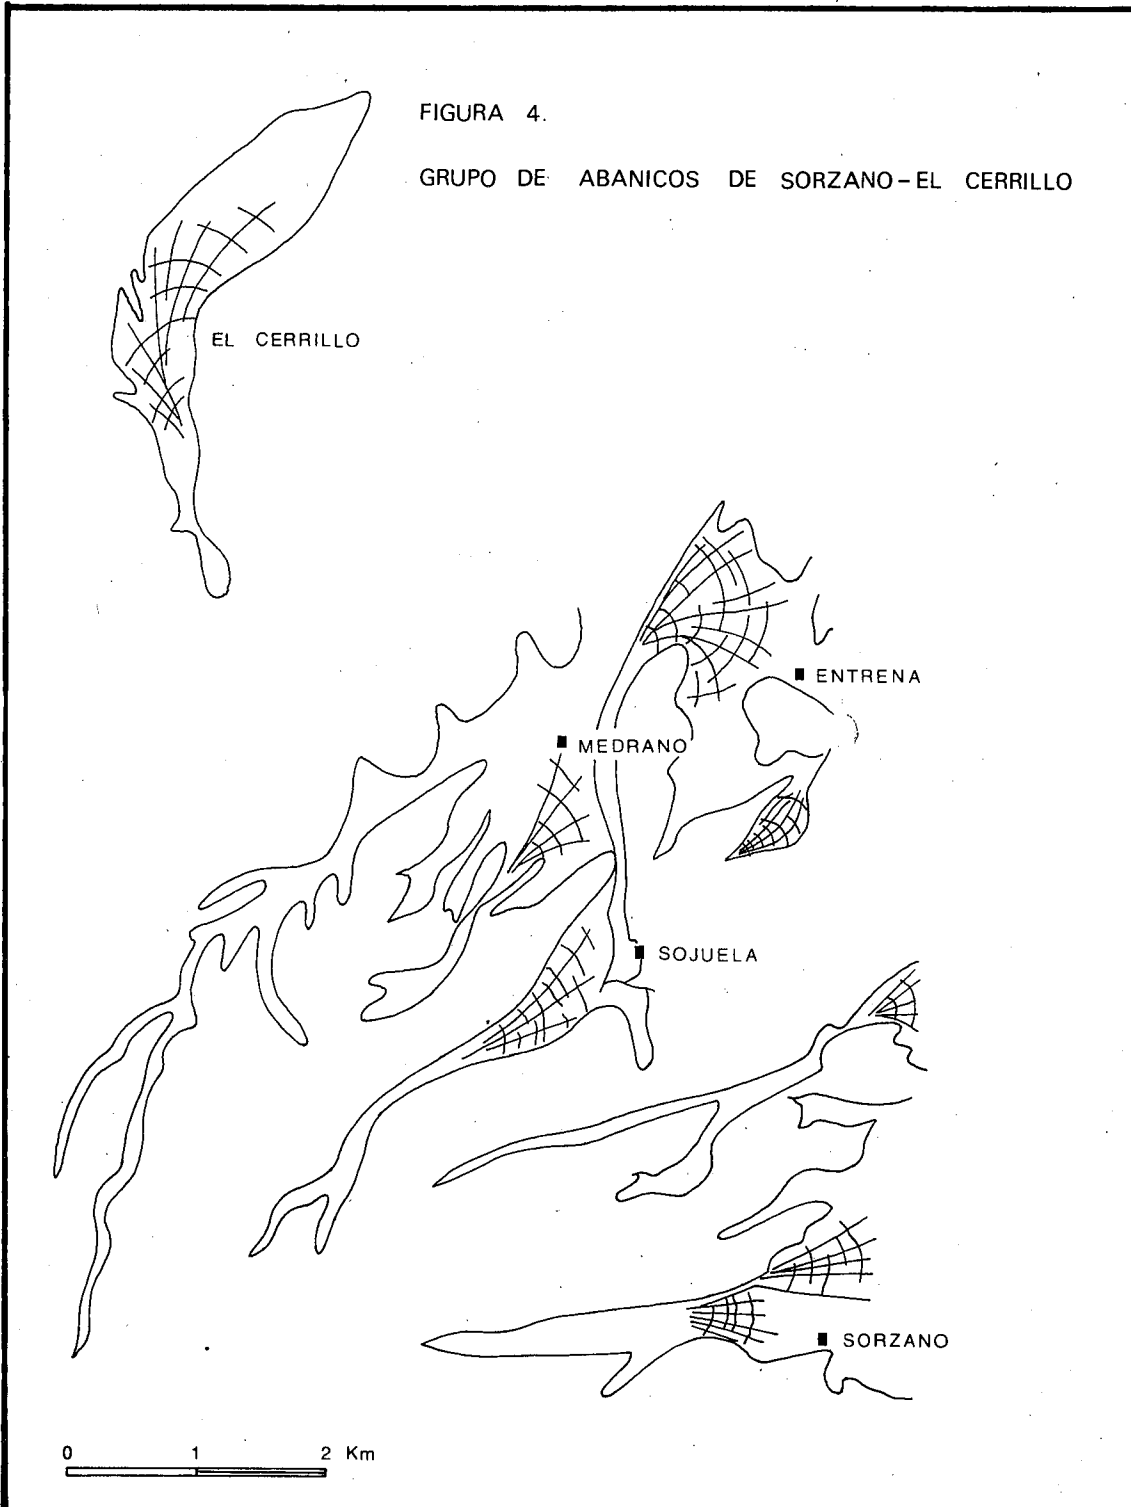 FIGURA 4.
GRUPO DE ABANICOS DE SORZANO-EL CERRILLO
EL CERRILLO
ENTRENA
MEDRANO
SOJUELA
SORZANO
0 1 2 Km